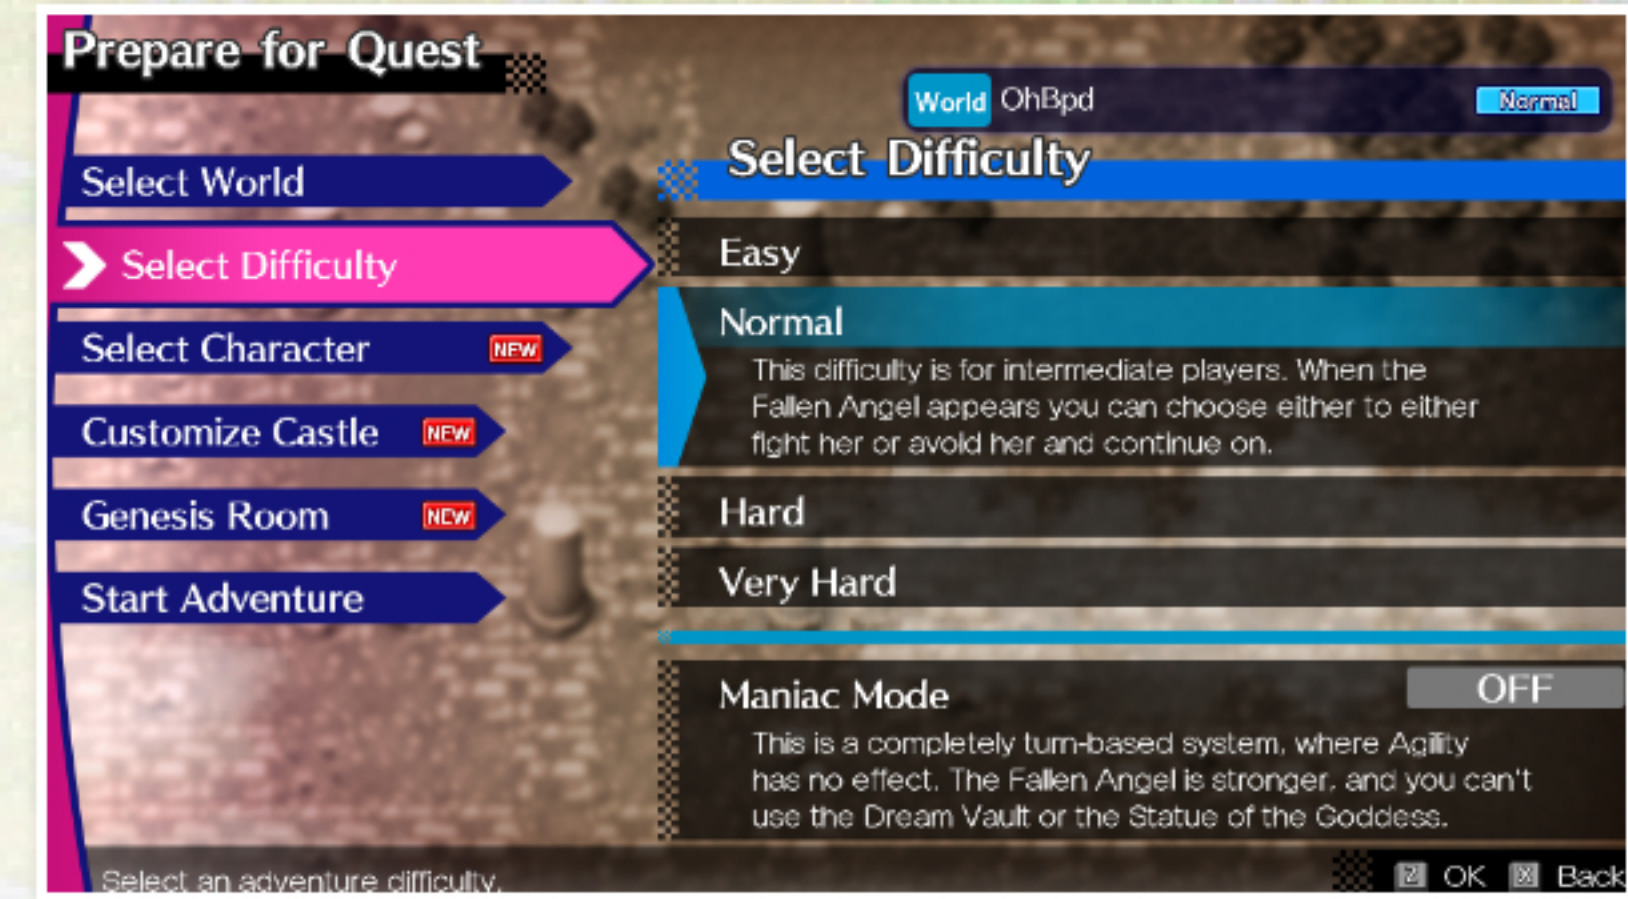 Prepare for Quest
World OhBpd Normal
Select Difficulty
Select World
Select Difficulty
Select Character NEW
Customize Castle NEW
Genesis Room NEW
Start Adventure
Easy
Normal
This difficulty is for intermediate players. When the
Fallen Angel appears you can choose either to either
fight her or avoid her and continue on.
Hard
Very Hard
Maniac Mode OFF
This is a completely turn-based system, where Agility
has no effect. The Fallen Angel is stronger, and you can't
use the Dream Vault or the Statue of the Goddess.
Select an adventure difficulty.
Z OK X Back